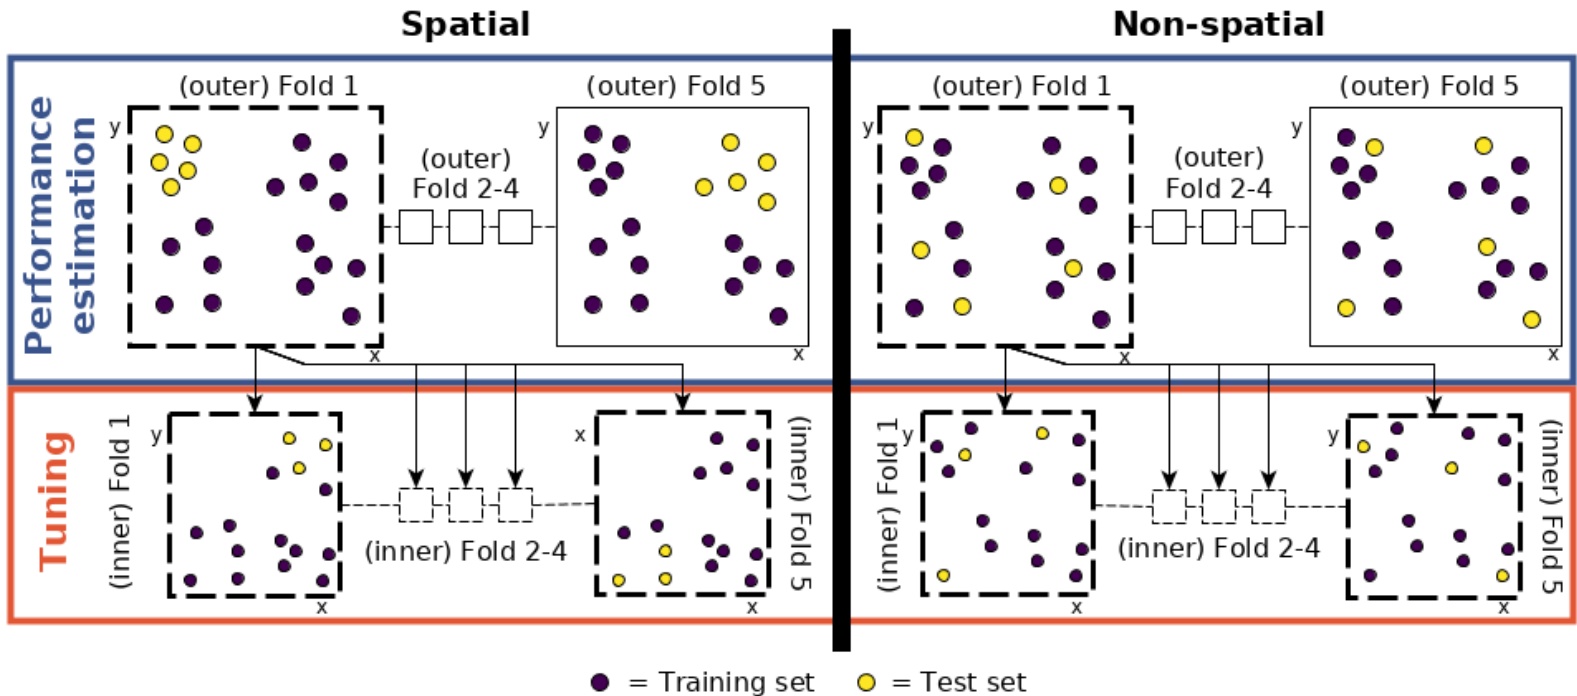 Spatial
Non-spatial
Performance
estimation
(outer) Fold 1
y
x
(outer)
Fold 2-4
(outer) Fold 5
y
x
(outer) Fold 1
y
x
(outer)
Fold 2-4
(outer) Fold 5
y
x
Tuning
(inner) Fold 1
y
x
(inner) Fold 2-4
x
x
(inner) Fold 5
(inner) Fold 1
y
x
(inner) Fold 2-4
y
x
(inner) Fold 5
= Training set
= Test set